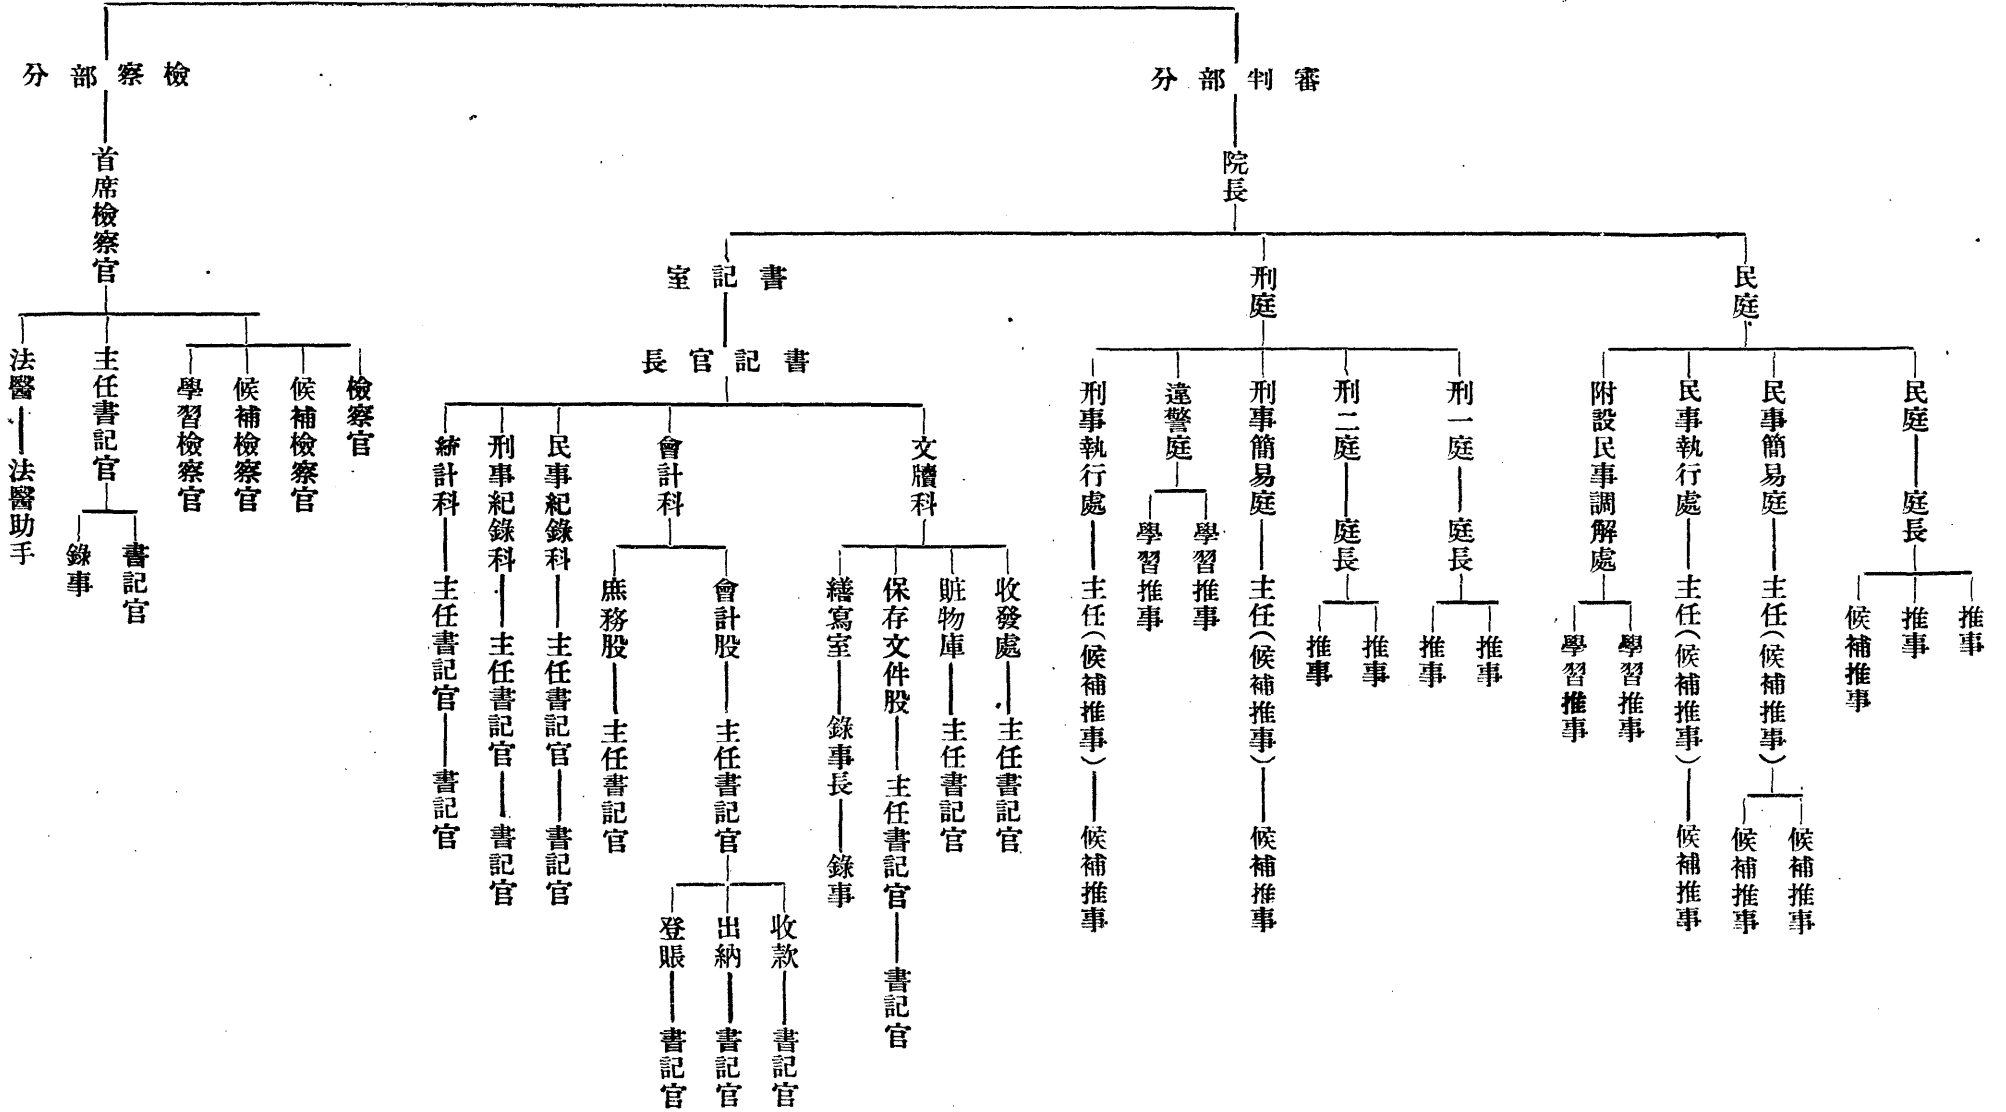 審判部分
院長
民庭
民庭
庭長
推事
推事
候補推事
民事簡易庭
主任(候補推事)
候補推事
候補推事
民事執行處
主任(候補推事)
候補推事
附設民事調解處
學習推事
學習推事
刑庭
刑一庭
庭長
推事
推事
刑二庭
庭長
推事
推事
刑事簡易庭
主任(候補推事)
候補推事
違警庭
學習推事
學習推事
刑事執行處
主任(候補推事)
候補推事
書記室
書記官長
文牘科
收發處
主任書記官
贓物庫
主任書記官
保存文件股
主任書記官
書記官
繕寫室
錄事長
錄事
會計科
會計股
主任書記官
收款
書記官
出納
書記官
登賬
書記官
庶務股
主任書記官
民事紀錄科
主任書記官
書記官
刑事紀錄科
主任書記官
書記官
統計科
主任書記官
書記官
檢察部分
首席檢察官
檢察官
候補檢察官
候補檢察官
學習檢察官
主任書記官
書記官
錄事
法醫
法醫助手